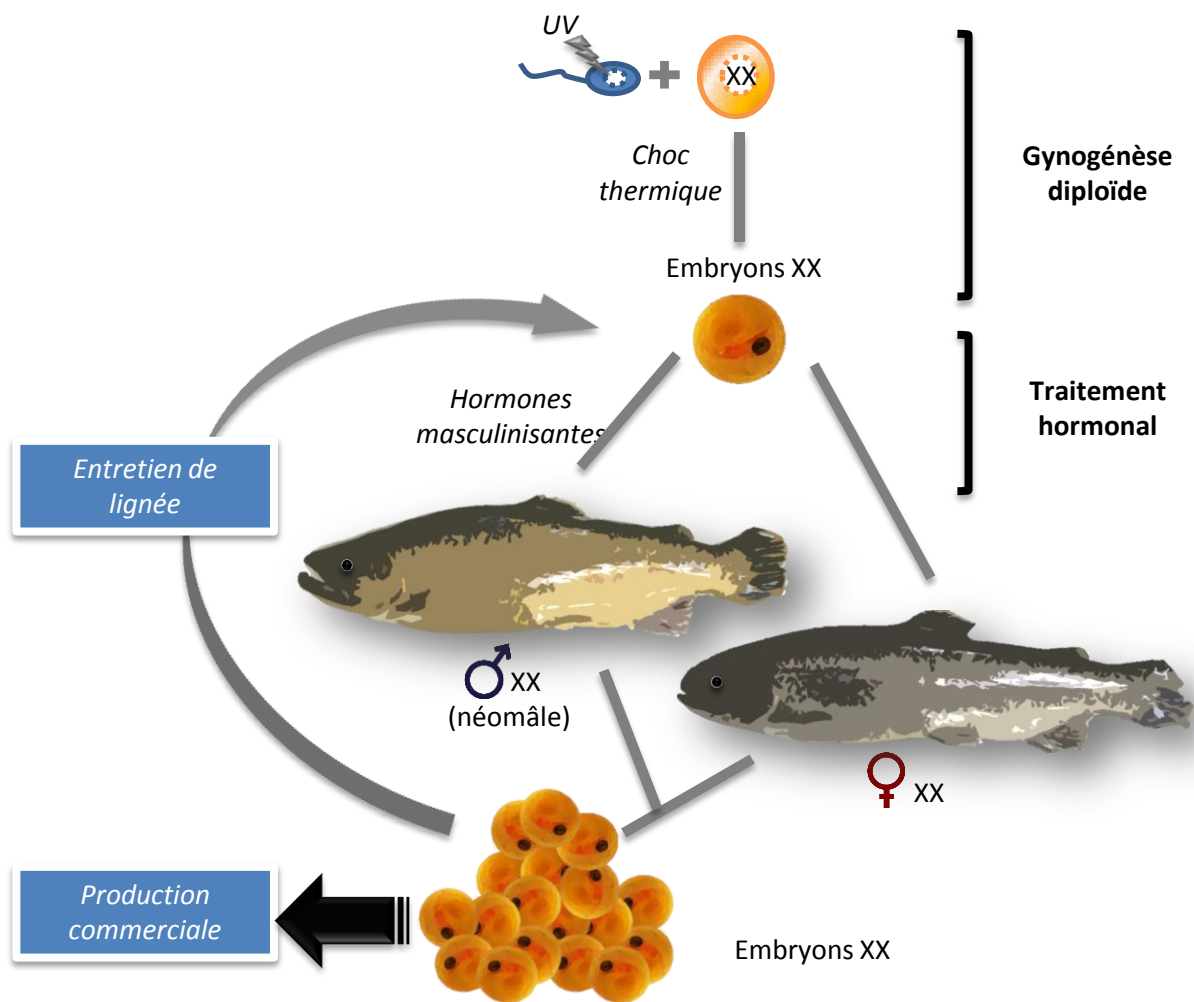 UV
XX
Choc
thermique
Gynogénèse
diploïde
Embryons XX
Hormones
masculinisantes
Traitement
hormonal
Entretien de
lignée
♂ XX
(néomâle)
♀ XX
Production
commerciale
Embryons XX